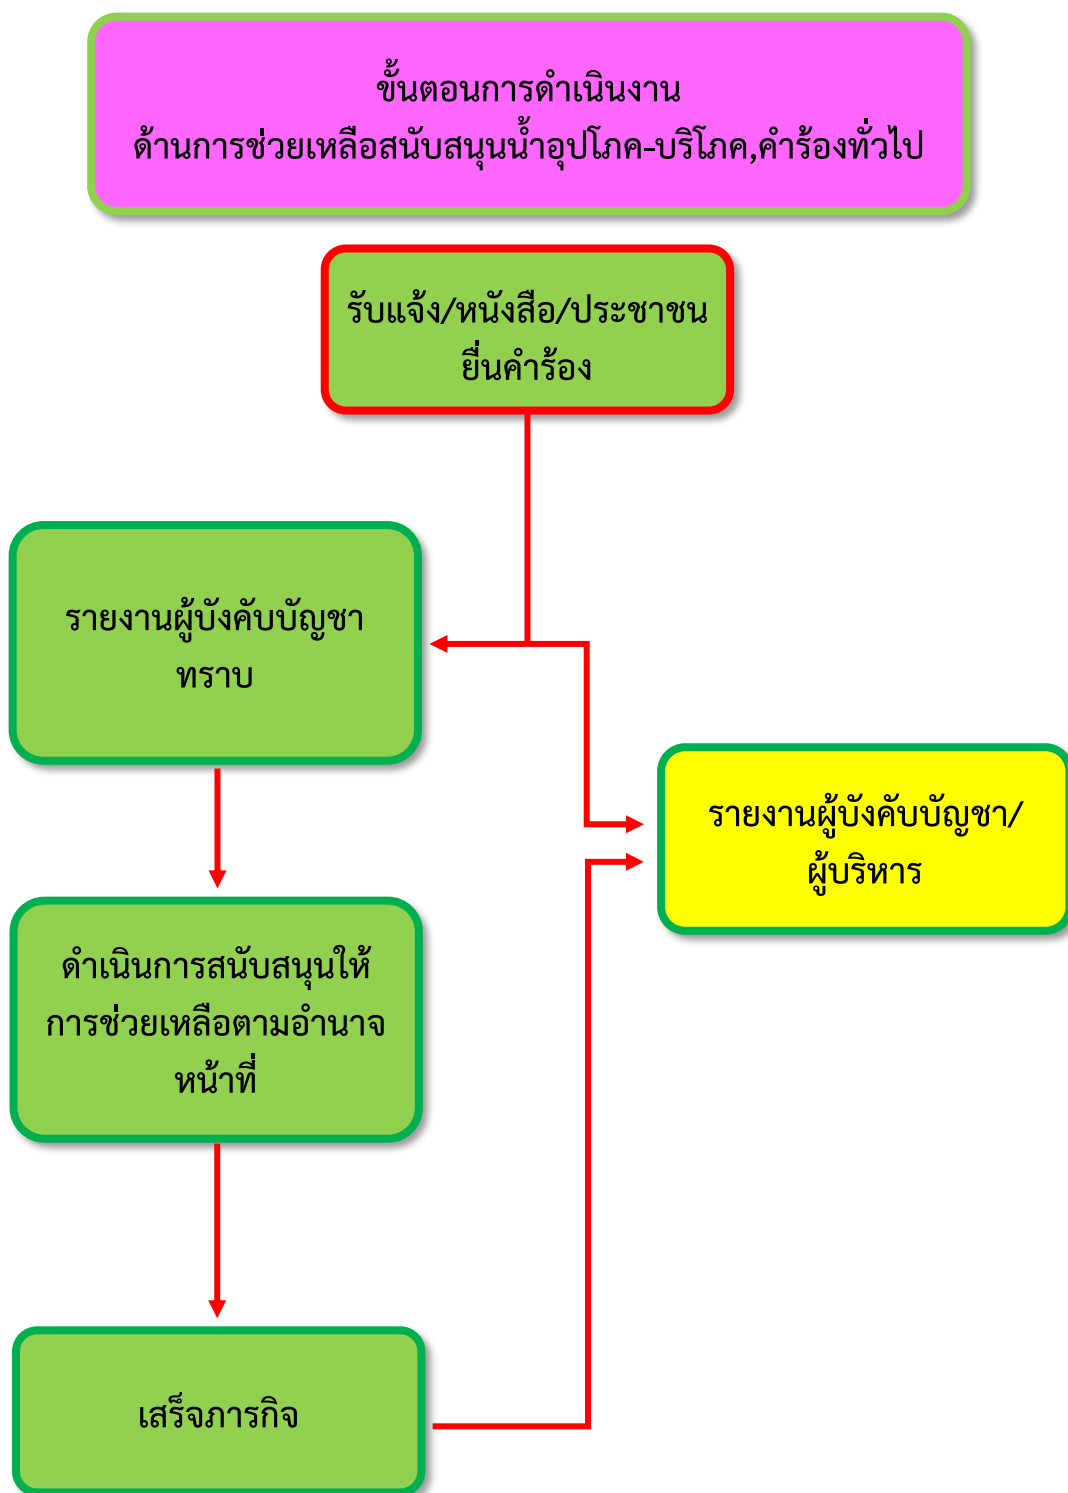 ขั้นตอนการดำเนินงาน
ด้านการช่วยเหลือสนับสนุนน้ำอุปโภค-บริโภค,คำร้องทั่วไป
รับแจ้ง/หนังสือ/ประชาชน
ยื่นคำร้อง
รายงานผู้บังคับบัญชา
ทราบ
รายงานผู้บังคับบัญชา/
ผู้บริหาร
ดำเนินการสนับสนุนให้
การช่วยเหลือตามอำนาจ
หน้าที่
เสร็จภารกิจ